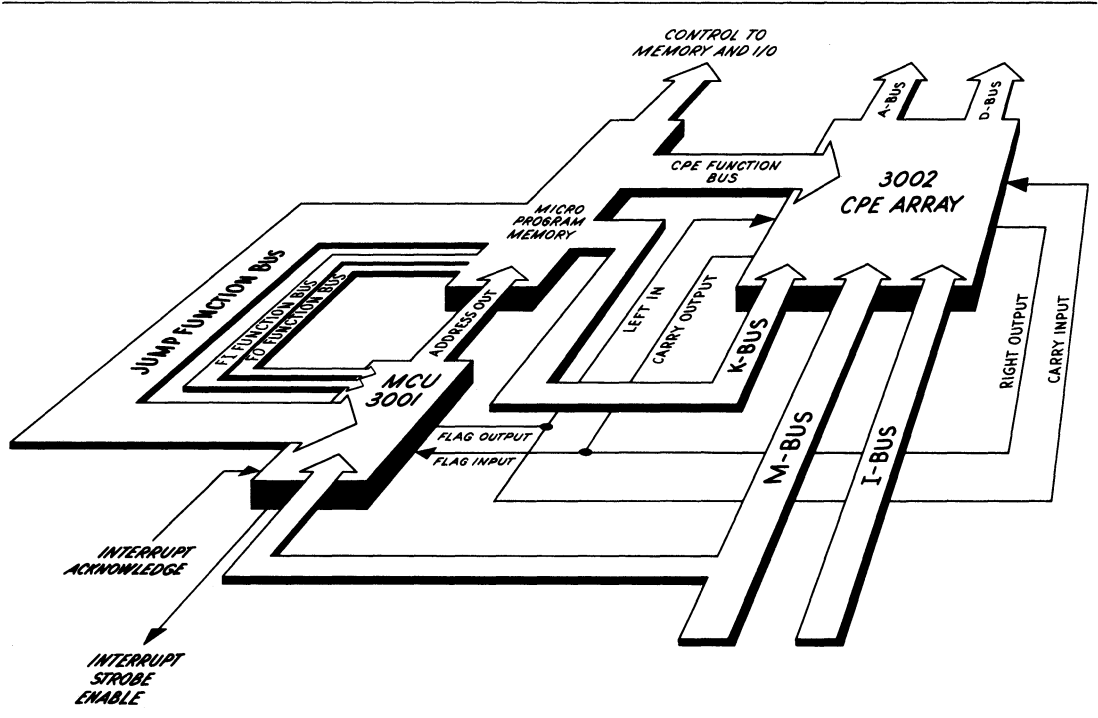 CONTROL TO
MEMORY AND I/O
A-BUS
D-BUS
CPE FUNCTION
BUS
3002
CPE ARRAY
MICRO
PROGRAM
MEMORY
JUMP FUNCTION BUS
FI FUNCTION BUS
FO FUNCTION BUS
ADDRESS OUT
LEFT IN
CARRY OUTPUT
K-BUS
RIGHT OUTPUT
CARRY INPUT
MCU
3001
FLAG OUTPUT
FLAG INPUT
M-BUS
I-BUS
INTERRUPT
ACKNOWLEDGE
INTERRUPT
STROBE
ENABLE